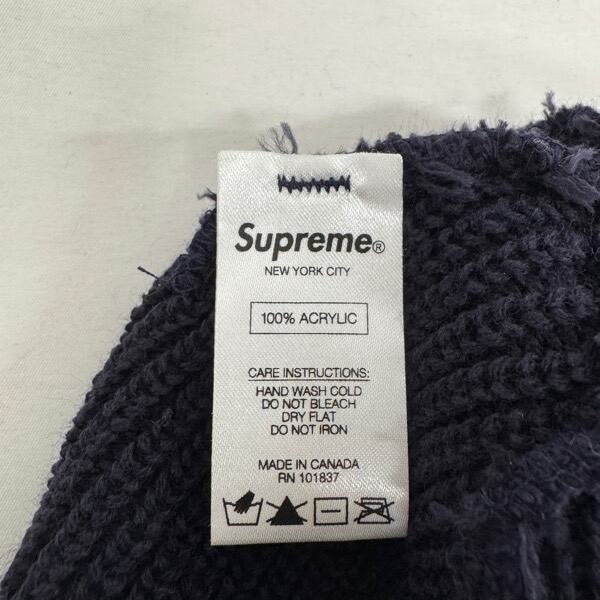 Supreme®
NEW YORK CITY
100% ACRYLIC
CARE INSTRUCTIONS:
HAND WASH COLD
DO NOT BLEACH
DRY FLAT
DO NOT IRON
MADE IN CANADA
RN 101837